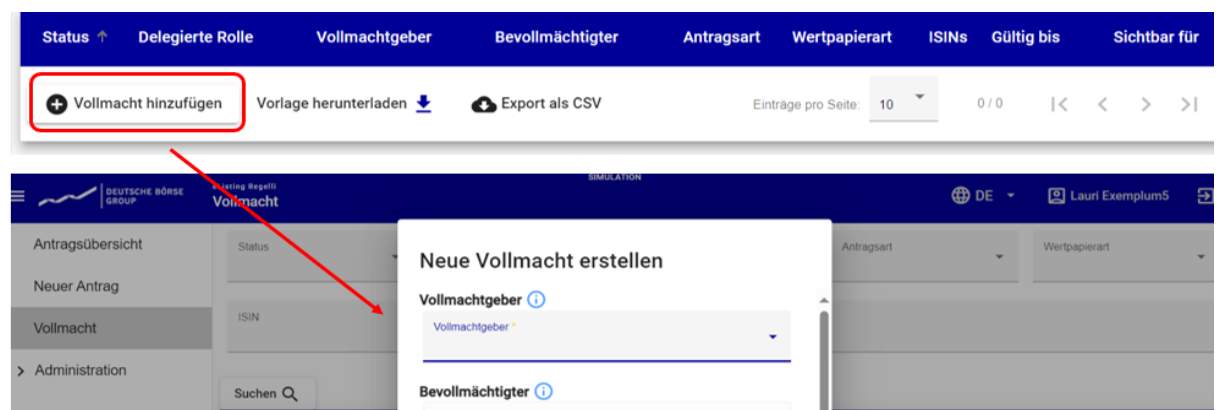 Status ↑ Delegierte Rolle Vollmachtgeber Bevollmächtigter Antragsart Wertpapierart ISINs Gültig bis Sichtbar für
Vollmacht hinzufügen Vorlage herunterladen Export als CSV Einträge pro Seite: 10 0 / 0
SIMULATION
DEUTSCHE BÖRSE
GROUP
Listing Regelli
Vollmacht
DE Lauri Exemplum5
Antragsübersicht
Neuer Antrag
Vollmacht
Administration
Status
Antragsart
Wertpapierart
ISIN
Suchen
Neue Vollmacht erstellen
Vollmachtgeber
Vollmachtgeber *
Bevollmächtigter